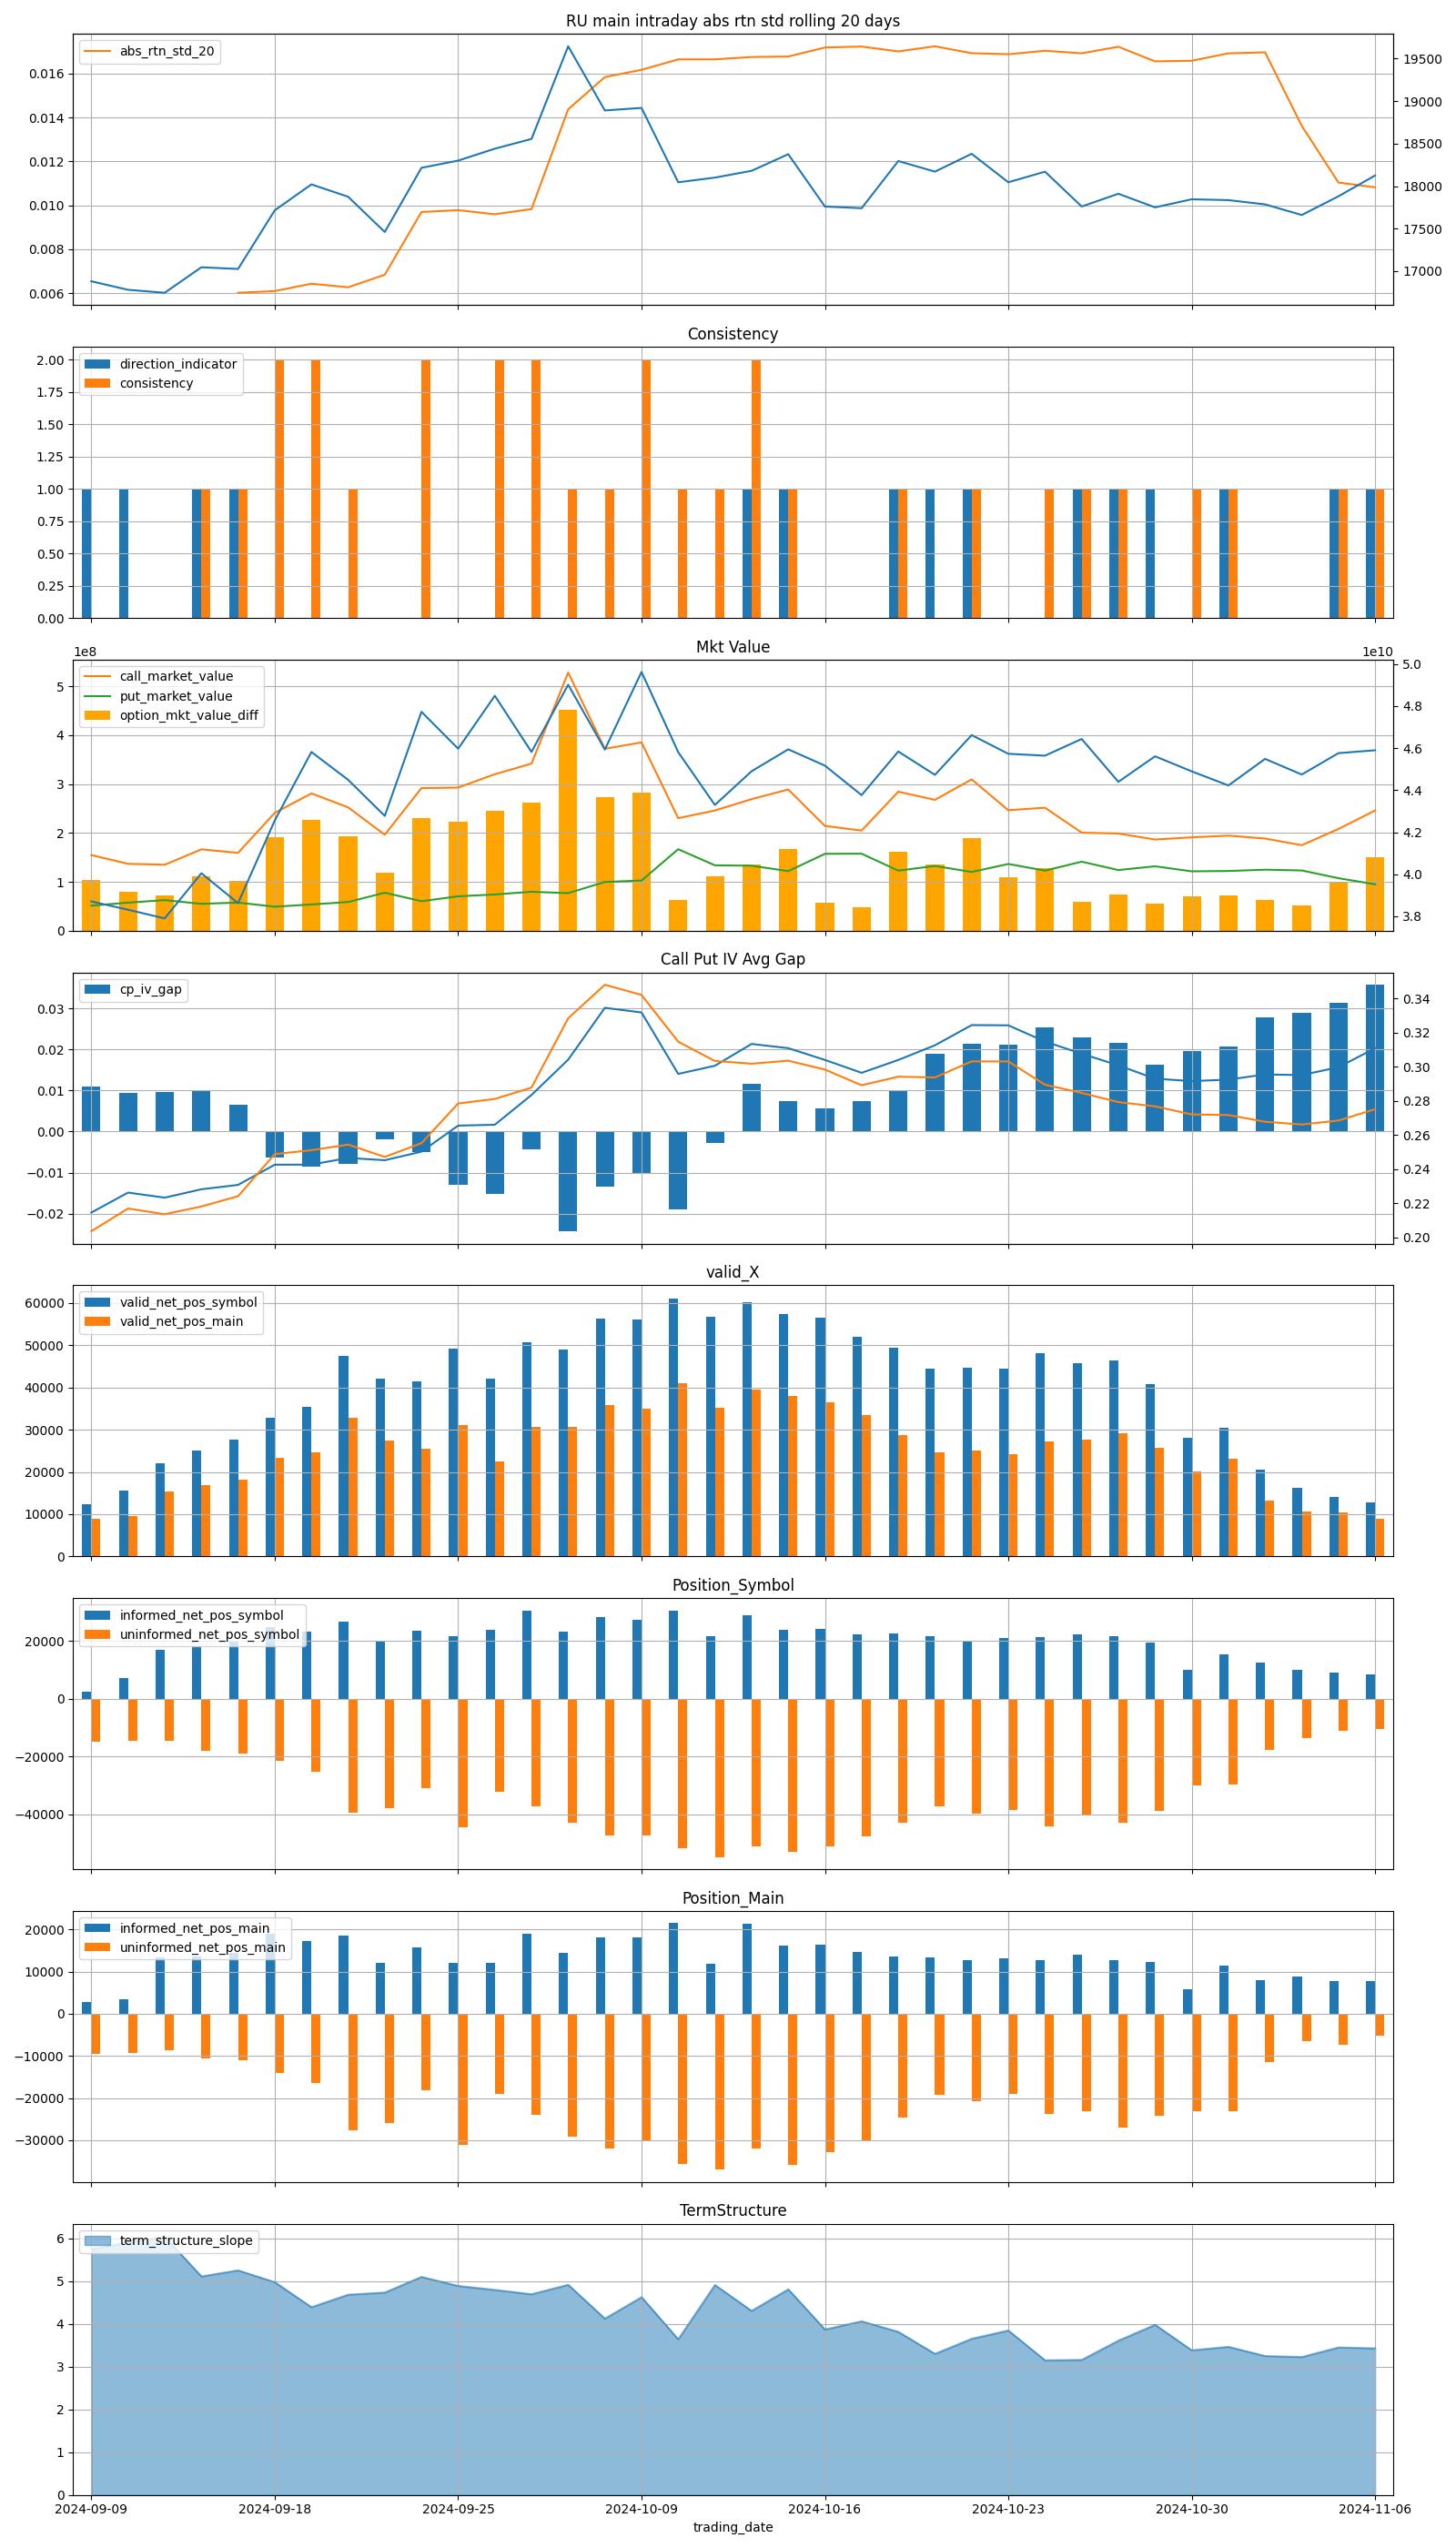 RU main intraday abs rtn std rolling 20 days
abs_rtn_std_20
0.016
0.014
0.012
0.010
0.008
0.006
19500
19000
18500
18000
17500
17000
Consistency
direction_indicator
consistency
2.00
1.75
1.50
1.25
1.00
0.75
0.50
0.25
0.00
Mkt Value
1e8
1e10
call_market_value
put_market_value
option_mkt_value_diff
5
4
3
2
1
0
5.0
4.8
4.6
4.4
4.2
4.0
3.8
Call Put IV Avg Gap
cp_iv_gap
0.03
0.02
0.01
0.00
−0.01
−0.02
0.34
0.32
0.30
0.28
0.26
0.24
0.22
0.20
valid_X
valid_net_pos_symbol
valid_net_pos_main
60000
50000
40000
30000
20000
10000
0
Position_Symbol
informed_net_pos_symbol
uninformed_net_pos_symbol
20000
0
−20000
−40000
Position_Main
informed_net_pos_main
uninformed_net_pos_main
20000
10000
0
−10000
−20000
−30000
TermStructure
term_structure_slope
6
5
4
3
2
1
0
2024-09-09 2024-09-18 2024-09-25 2024-10-09 2024-10-16 2024-10-23 2024-10-30 2024-11-06
trading_date